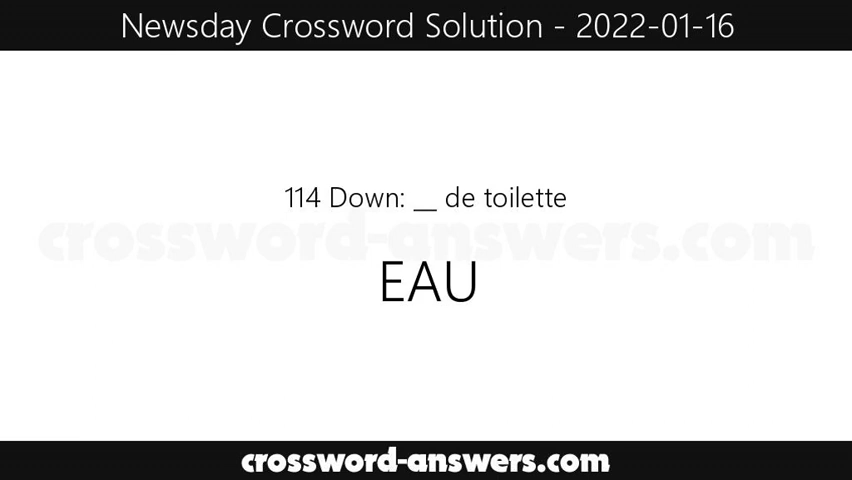 Newsday Crossword Solution - 2022-01-16
114 Down: __ de toilette
crossword-answers.com
EAU
crossword-answers.com